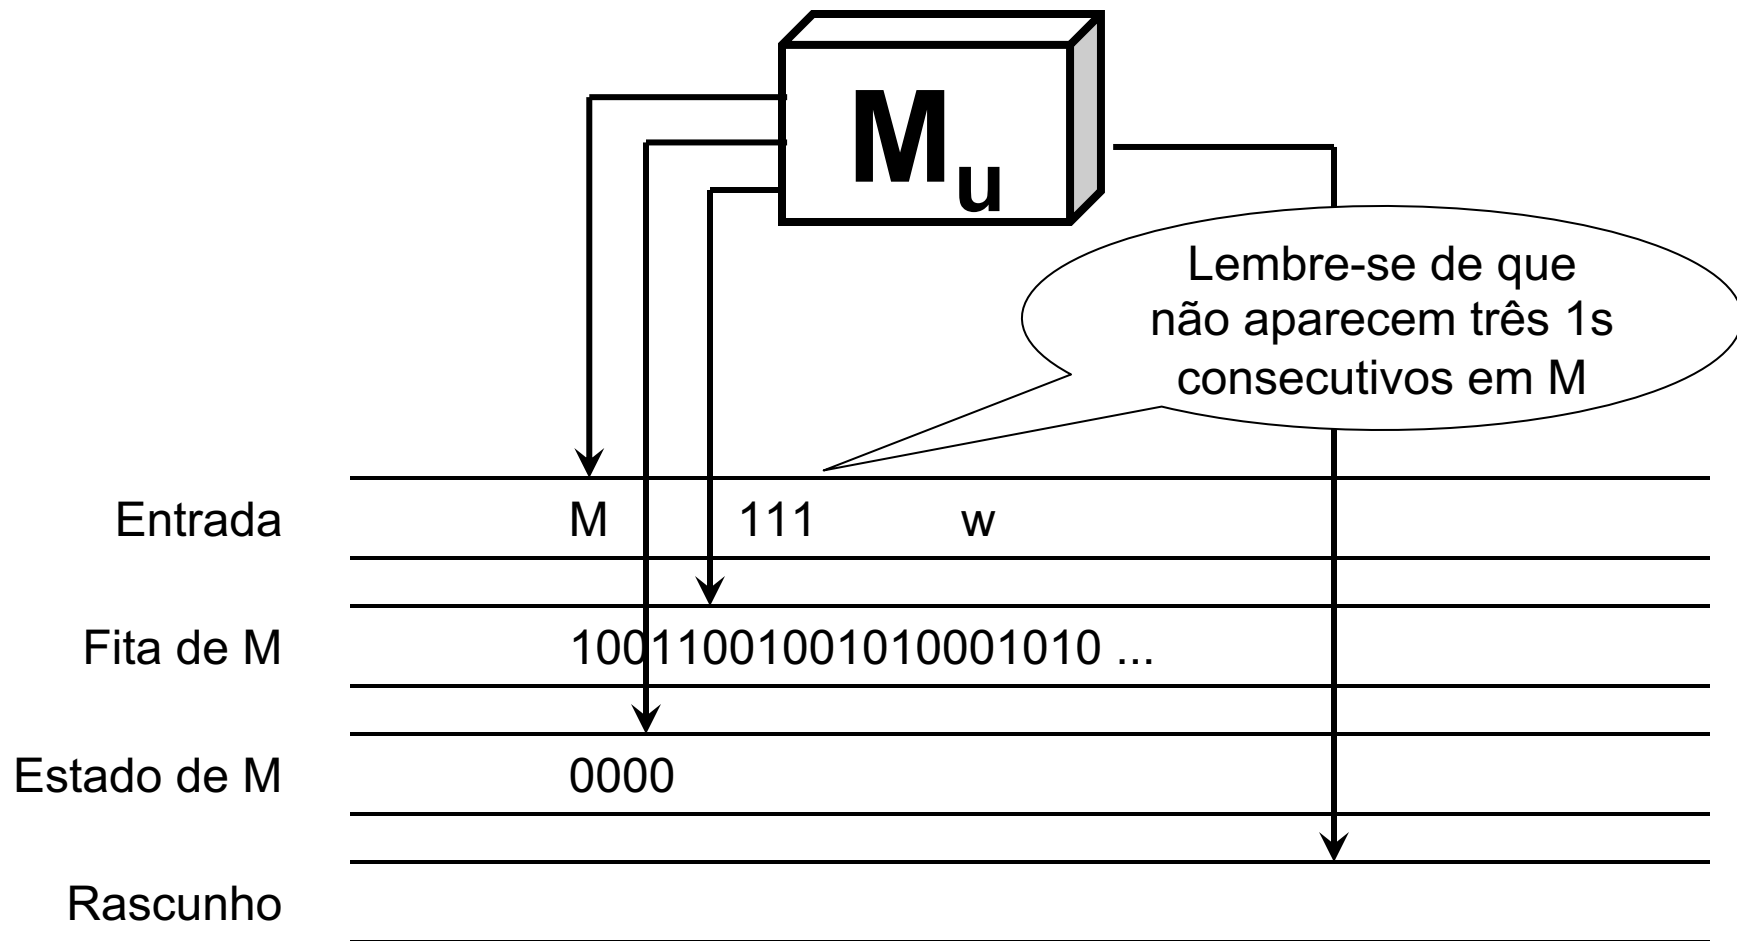 Mu
Lembre-se de que
não aparecem três 1s
consecutivos em M
Entrada M 111 w
Fita de M 10011001001010001010 ...
Estado de M 0000
Rascunho